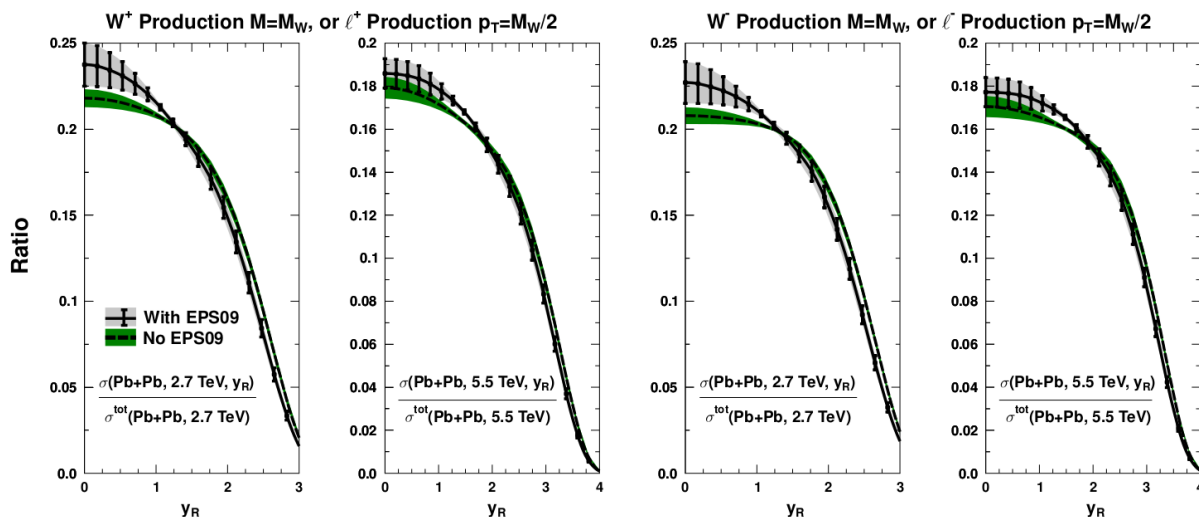 W⁺ Production M=M_W, or ℓ⁺ Production p_T=M_W/2
W⁻ Production M=M_W, or ℓ⁻ Production p_T=M_W/2
Ratio
0.25
0.2
0.15
0.1
0.05
0.0
0 1 2 3
y_R
With EPS09
No EPS09
σ(Pb+Pb, 2.7 TeV, y_R)
σ^tot(Pb+Pb, 2.7 TeV)
0.2
0.18
0.16
0.14
0.12
0.1
0.08
0.06
0.04
0.02
0.0
0 1 2 3 4
y_R
σ(Pb+Pb, 5.5 TeV, y_R)
σ^tot(Pb+Pb, 5.5 TeV)
0.25
0.2
0.15
0.1
0.05
0.0
0 1 2 3
y_R
σ(Pb+Pb, 2.7 TeV, y_R)
σ^tot(Pb+Pb, 2.7 TeV)
0.2
0.18
0.16
0.14
0.12
0.1
0.08
0.06
0.04
0.02
0.0
0 1 2 3 4
y_R
σ(Pb+Pb, 5.5 TeV, y_R)
σ^tot(Pb+Pb, 5.5 TeV)